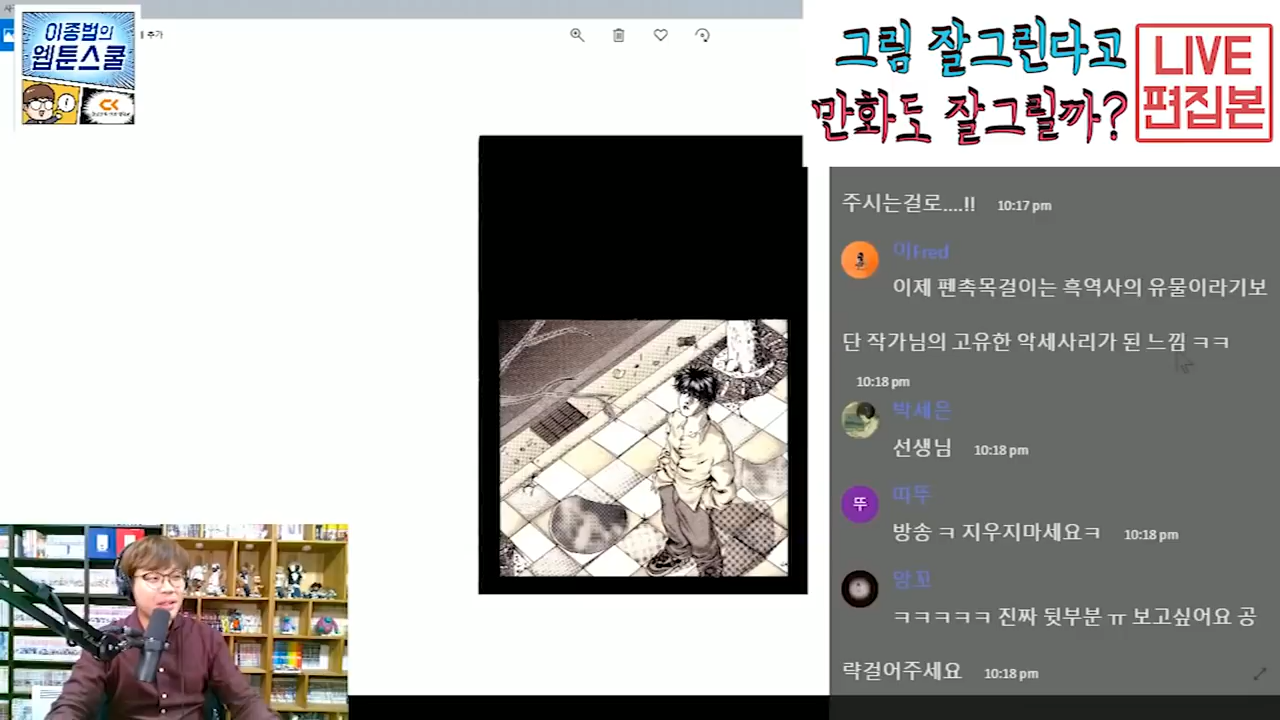 이종범의
웹툰스쿨
추가
그림 잘그린다고
만화도 잘그릴까?
LIVE
편집본
주시는걸로....!! 10:17 pm
이Fred
이제 펜촉목걸이는 흑역사의 유물이라기보
단 작가님의 고유한 악세사리가 된 느낌 ㅋㅋ
10:18 pm
박세은
선생님 10:18 pm
뚜
띠뚜
방송 ㅋ 지우지마세요ㅋ 10:18 pm
앙꼬
ㅋㅋㅋㅋㅋ 진짜 뒷부분 ㅠ 보고싶어요 공
략걸어주세요 10:18 pm